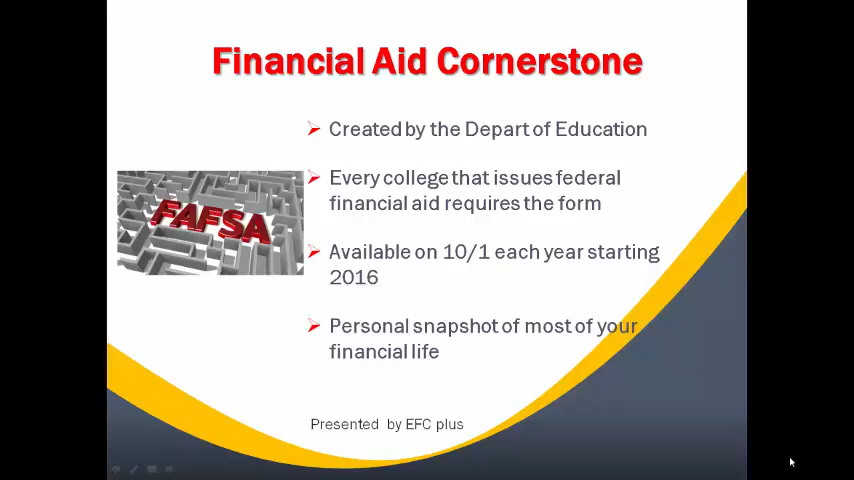 Financial Aid Cornerstone
Created by the Depart of Education
Every college that issues federal
financial aid requires the form
FAFSA
Available on 10/1 each year starting
2016
Personal snapshot of most of your
financial life
Presented by EFC plus